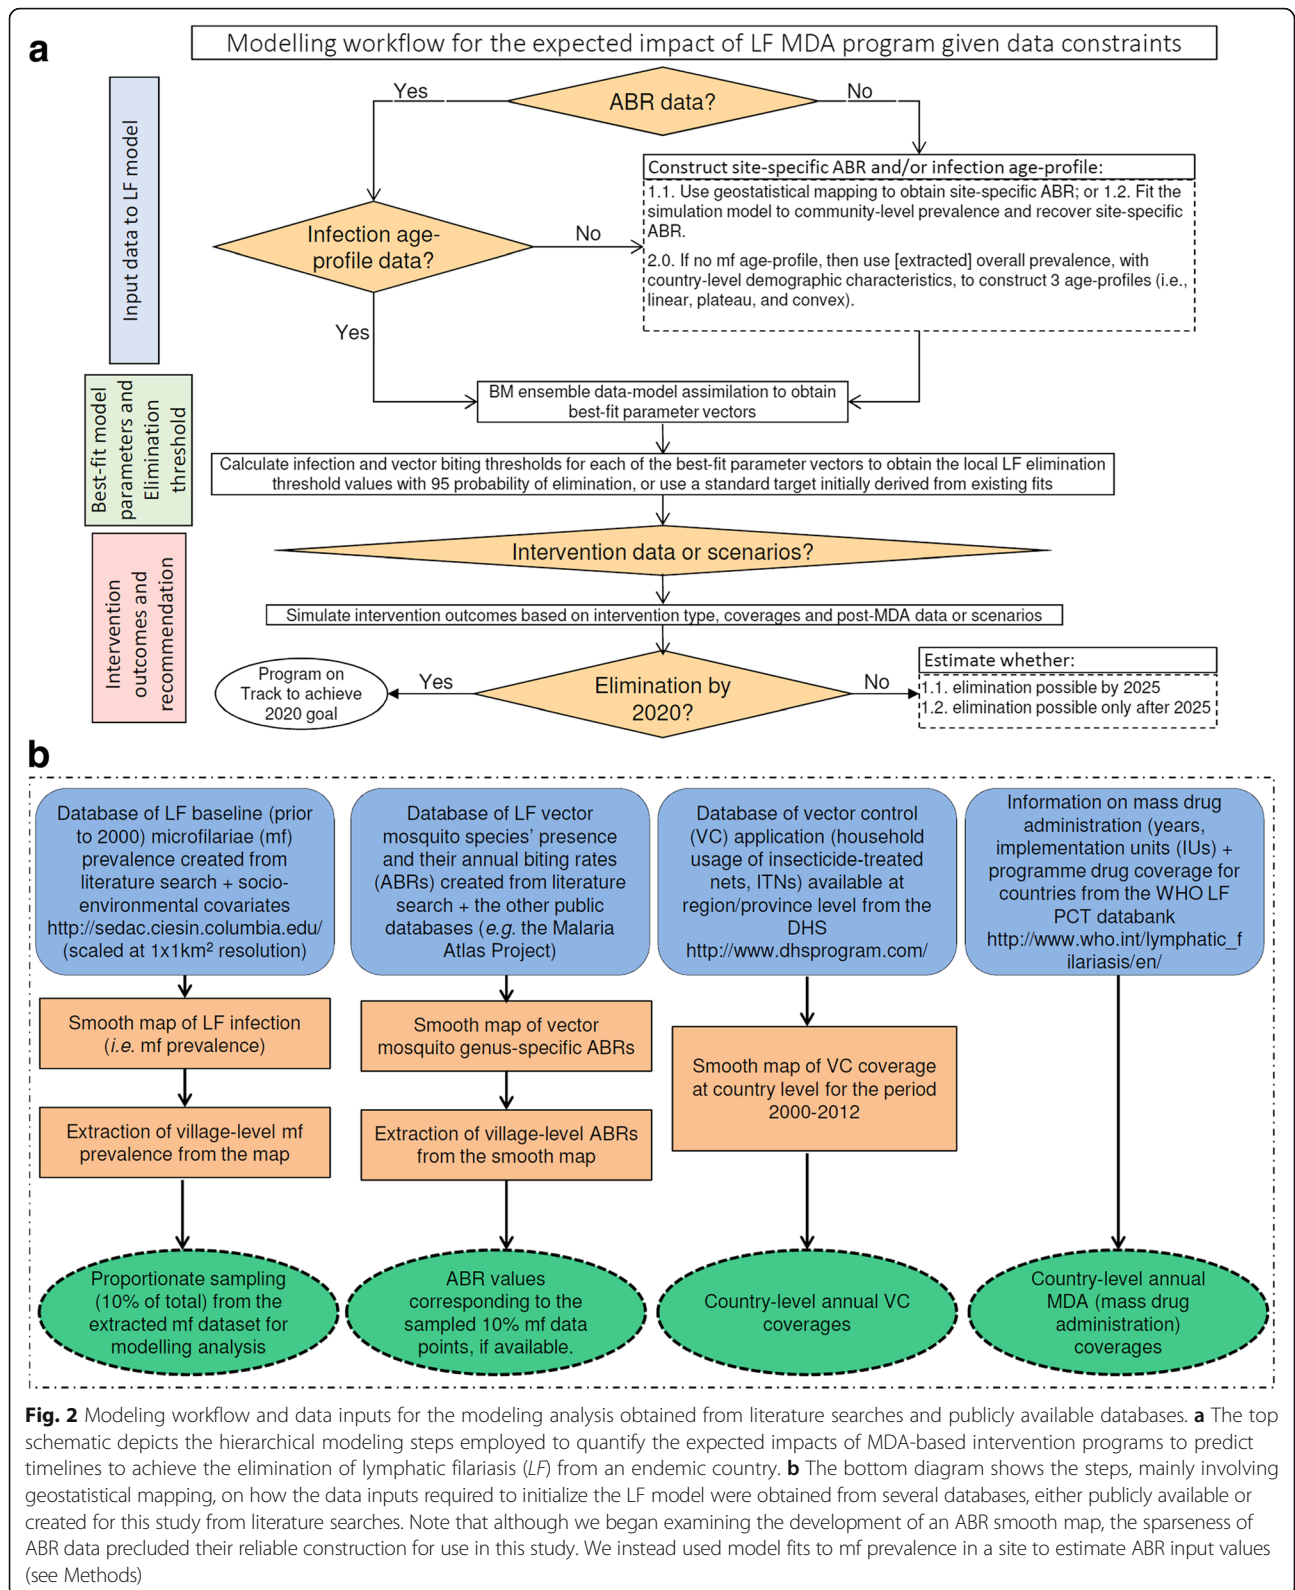 a
Modelling workflow for the expected impact of LF MDA program given data constraints
Input data to LF model
ABR data?
Yes
No
Construct site-specific ABR and/or infection age-profile:
1.1. Use geostatistical mapping to obtain site-specific ABR; or 1.2. Fit the
simulation model to community-level prevalence and recover site-specific
ABR.
2.0. If no mf age-profile, then use [extracted] overall prevalence, with
country-level demographic characteristics, to construct 3 age-profiles (i.e.,
linear, plateau, and convex).
Infection age-
profile data?
No
Yes
Best-fit model
parameters and
Elimination
threshold
BM ensemble data-model assimilation to obtain
best-fit parameter vectors
Calculate infection and vector biting thresholds for each of the best-fit parameter vectors to obtain the local LF elimination
threshold values with 95 probability of elimination, or use a standard target initially derived from existing fits
Intervention
outcomes and
recommendation
Intervention data or scenarios?
Simulate intervention outcomes based on intervention type, coverages and post-MDA data or scenarios
Elimination by
2020?
Yes
Program on
Track to achieve
2020 goal
No
Estimate whether:
1.1. elimination possible by 2025
1.2. elimination possible only after 2025
b
Database of LF baseline (prior
to 2000) microfilariae (mf)
prevalence created from
literature search + socio-
environmental covariates
http://sedac.ciesin.columbia.edu/
(scaled at 1x1km² resolution)
Smooth map of LF infection
(i.e. mf prevalence)
Extraction of village-level mf
prevalence from the map
Proportionate sampling
(10% of total) from the
extracted mf dataset for
modelling analysis
Database of LF vector
mosquito species' presence
and their annual biting rates
(ABRs) created from literature
search + the other public
databases (e.g. the Malaria
Atlas Project)
Smooth map of vector
mosquito genus-specific ABRs
Extraction of village-level ABRs
from the smooth map
ABR values
corresponding to the
sampled 10% mf data
points, if available.
Database of vector control
(VC) application (household
usage of insecticide-treated
nets, ITNs) available at
region/province level from the
DHS
http://www.dhsprogram.com/
Smooth map of VC coverage
at country level for the period
2000-2012
Country-level annual VC
coverages
Information on mass drug
administration (years,
implementation units (IUs) +
programme drug coverage for
countries from the WHO LF
PCT databank
http://www.who.int/lymphatic_f
ilariasis/en/
Country-level annual
MDA (mass drug
administration)
coverages
Fig. 2 Modeling workflow and data inputs for the modeling analysis obtained from literature searches and publicly available databases. a The top
schematic depicts the hierarchical modeling steps employed to quantify the expected impacts of MDA-based intervention programs to predict
timelines to achieve the elimination of lymphatic filariasis (LF) from an endemic country. b The bottom diagram shows the steps, mainly involving
geostatistical mapping, on how the data inputs required to initialize the LF model were obtained from several databases, either publicly available or
created for this study from literature searches. Note that although we began examining the development of an ABR smooth map, the sparseness of
ABR data precluded their reliable construction for use in this study. We instead used model fits to mf prevalence in a site to estimate ABR input values
(see Methods)